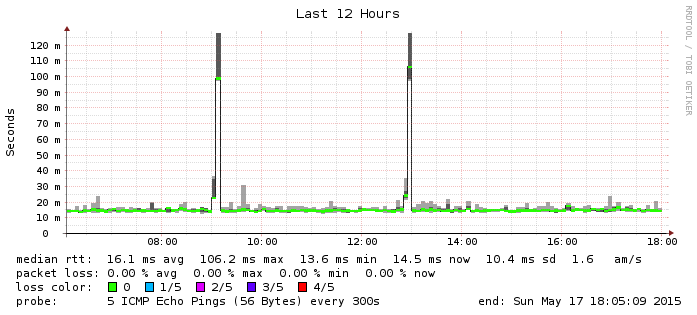 Last 12 Hours
RRDTOOL / TOBI OETIKER
Seconds
120 m
110 m
100 m
90 m
80 m
70 m
60 m
50 m
40 m
30 m
20 m
10 m
0
08:00 10:00 12:00 14:00 16:00 18:00
median rtt: 16.1 ms avg 106.2 ms max 13.6 ms min 14.5 ms now 10.4 ms sd 1.6 am/s
packet loss: 0.00 % avg 0.00 % max 0.00 % min 0.00 % now
loss color: 0 1/5 2/5 3/5 4/5
probe: 5 ICMP Echo Pings (56 Bytes) every 300s end: Sun May 17 18:05:09 2015